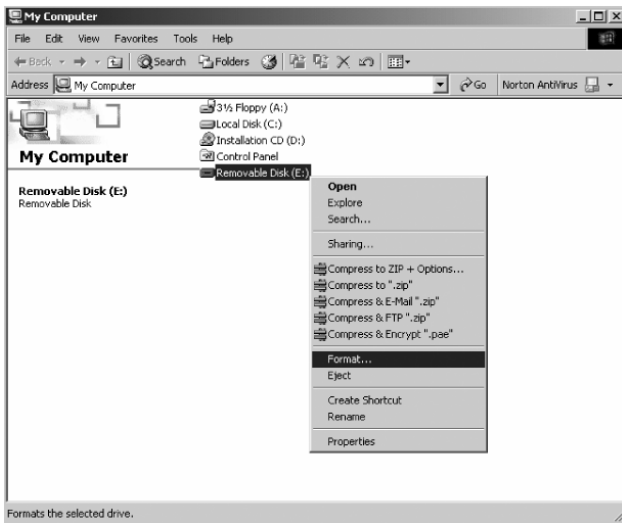 My Computer
File Edit View Favorites Tools Help
Back Search Folders
Address My Computer Go Norton AntiVirus
My Computer
Removable Disk (E:)
Removable Disk
3½ Floppy (A:)
Local Disk (C:)
Installation CD (D:)
Control Panel
Removable Disk (E:)
Open
Explore
Search...
Sharing...
Compress to ZIP + Options...
Compress to ".zip"
Compress & E-Mail ".zip"
Compress & FTP ".zip"
Compress & Encrypt ".pae"
Format...
Eject
Create Shortcut
Rename
Properties
Formats the selected drive.